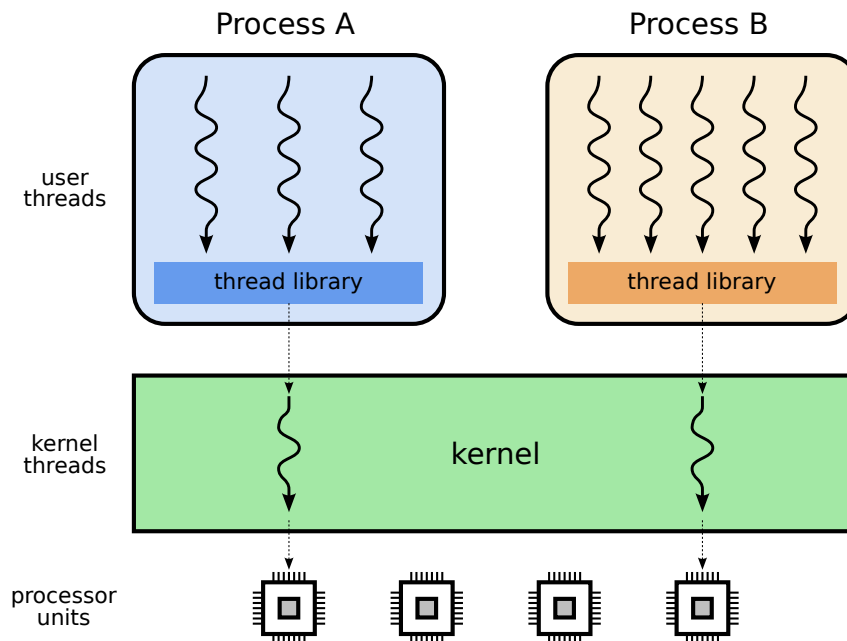 Process A
Process B
user
threads
thread library
thread library
kernel
threads
kernel
processor
units